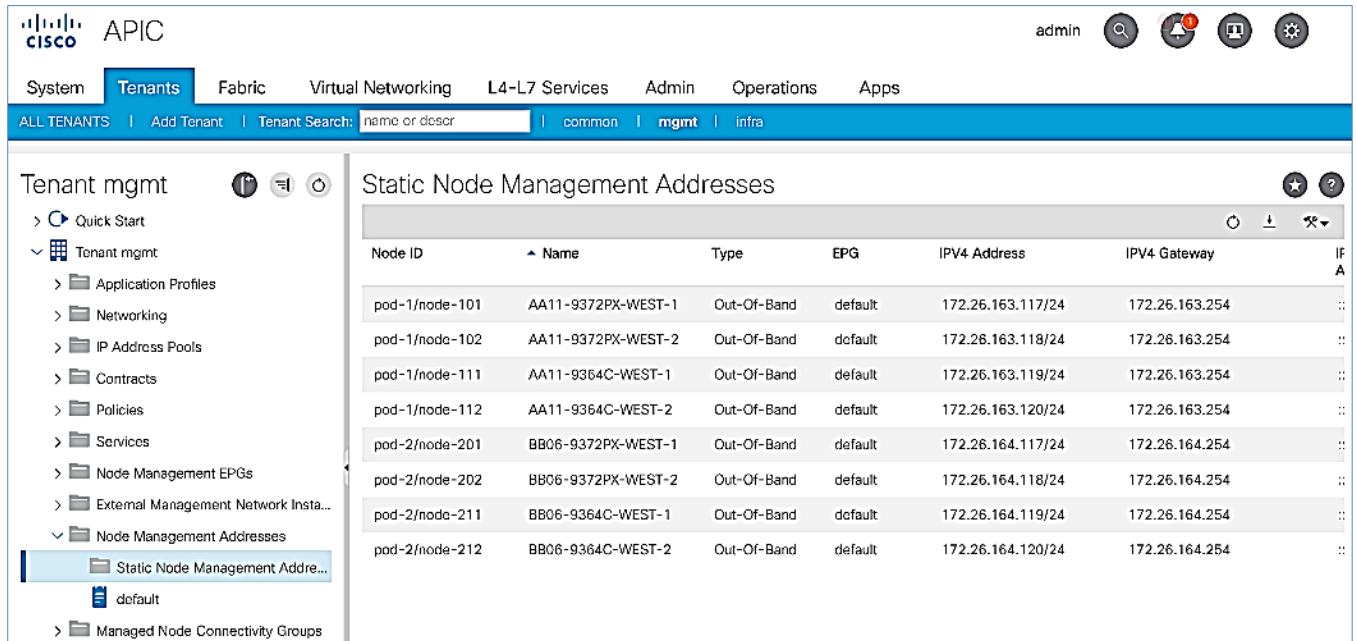 CISCO APIC admin 1
System Tenants Fabric Virtual Networking L4-L7 Services Admin Operations Apps
ALL TENANTS | Add Tenant | Tenant Search: name or descr | common | mgmt | infra
Tenant mgmt
Quick Start
Tenant mgmt
Application Profiles
Networking
IP Address Pools
Contracts
Policies
Services
Node Management EPGs
External Management Network Insta...
Node Management Addresses
Static Node Management Addre...
default
Managed Node Connectivity Groups
Static Node Management Addresses
Node ID Name Type EPG IPV4 Address IPV4 Gateway
pod-1/node-101 AA11-9372PX-WEST-1 Out-Of-Band default 172.26.163.117/24 172.26.163.254
pod-1/node-102 AA11-9372PX-WEST-2 Out-Of-Band default 172.26.163.118/24 172.26.163.254
pod-1/node-111 AA11-9364C-WEST-1 Out-Of-Band default 172.26.163.119/24 172.26.163.254
pod-1/node-112 AA11-9364C-WEST-2 Out-Of-Band default 172.26.163.120/24 172.26.163.254
pod-2/node-201 BB06-9372PX-WEST-1 Out-Of-Band default 172.26.164.117/24 172.26.164.254
pod-2/node-202 BB06-9372PX-WEST-2 Out-Of-Band default 172.26.164.118/24 172.26.164.254
pod-2/node-211 BB06-9364C-WEST-1 Out-Of-Band default 172.26.164.119/24 172.26.164.254
pod-2/node-212 BB06-9364C-WEST-2 Out-Of-Band default 172.26.164.120/24 172.26.164.254